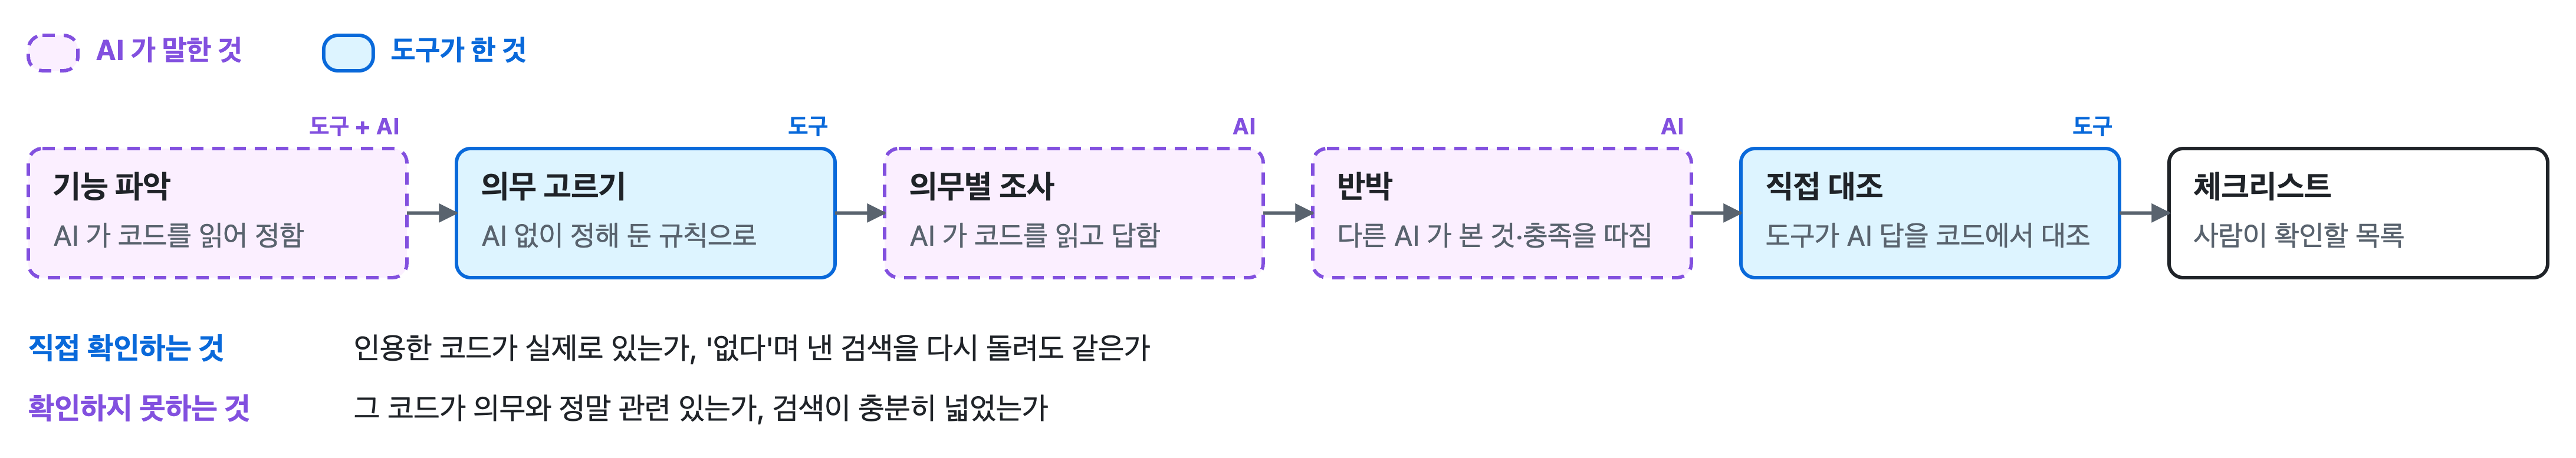 AI 가 말한 것
도구가 한 것
도구 + AI
도구
AI
AI
도구
기능 파악
AI 가 코드를 읽어 정함
의무 고르기
AI 없이 정해 둔 규칙으로
의무별 조사
AI 가 코드를 읽고 답함
반박
다른 AI 가 본 것·충족을 따짐
직접 대조
도구가 AI 답을 코드에서 대조
체크리스트
사람이 확인할 목록
직접 확인하는 것
인용한 코드가 실제로 있는가, '없다'며 낸 검색을 다시 돌려도 같은가
확인하지 못하는 것
그 코드가 의무와 정말 관련 있는가, 검색이 충분히 넓었는가